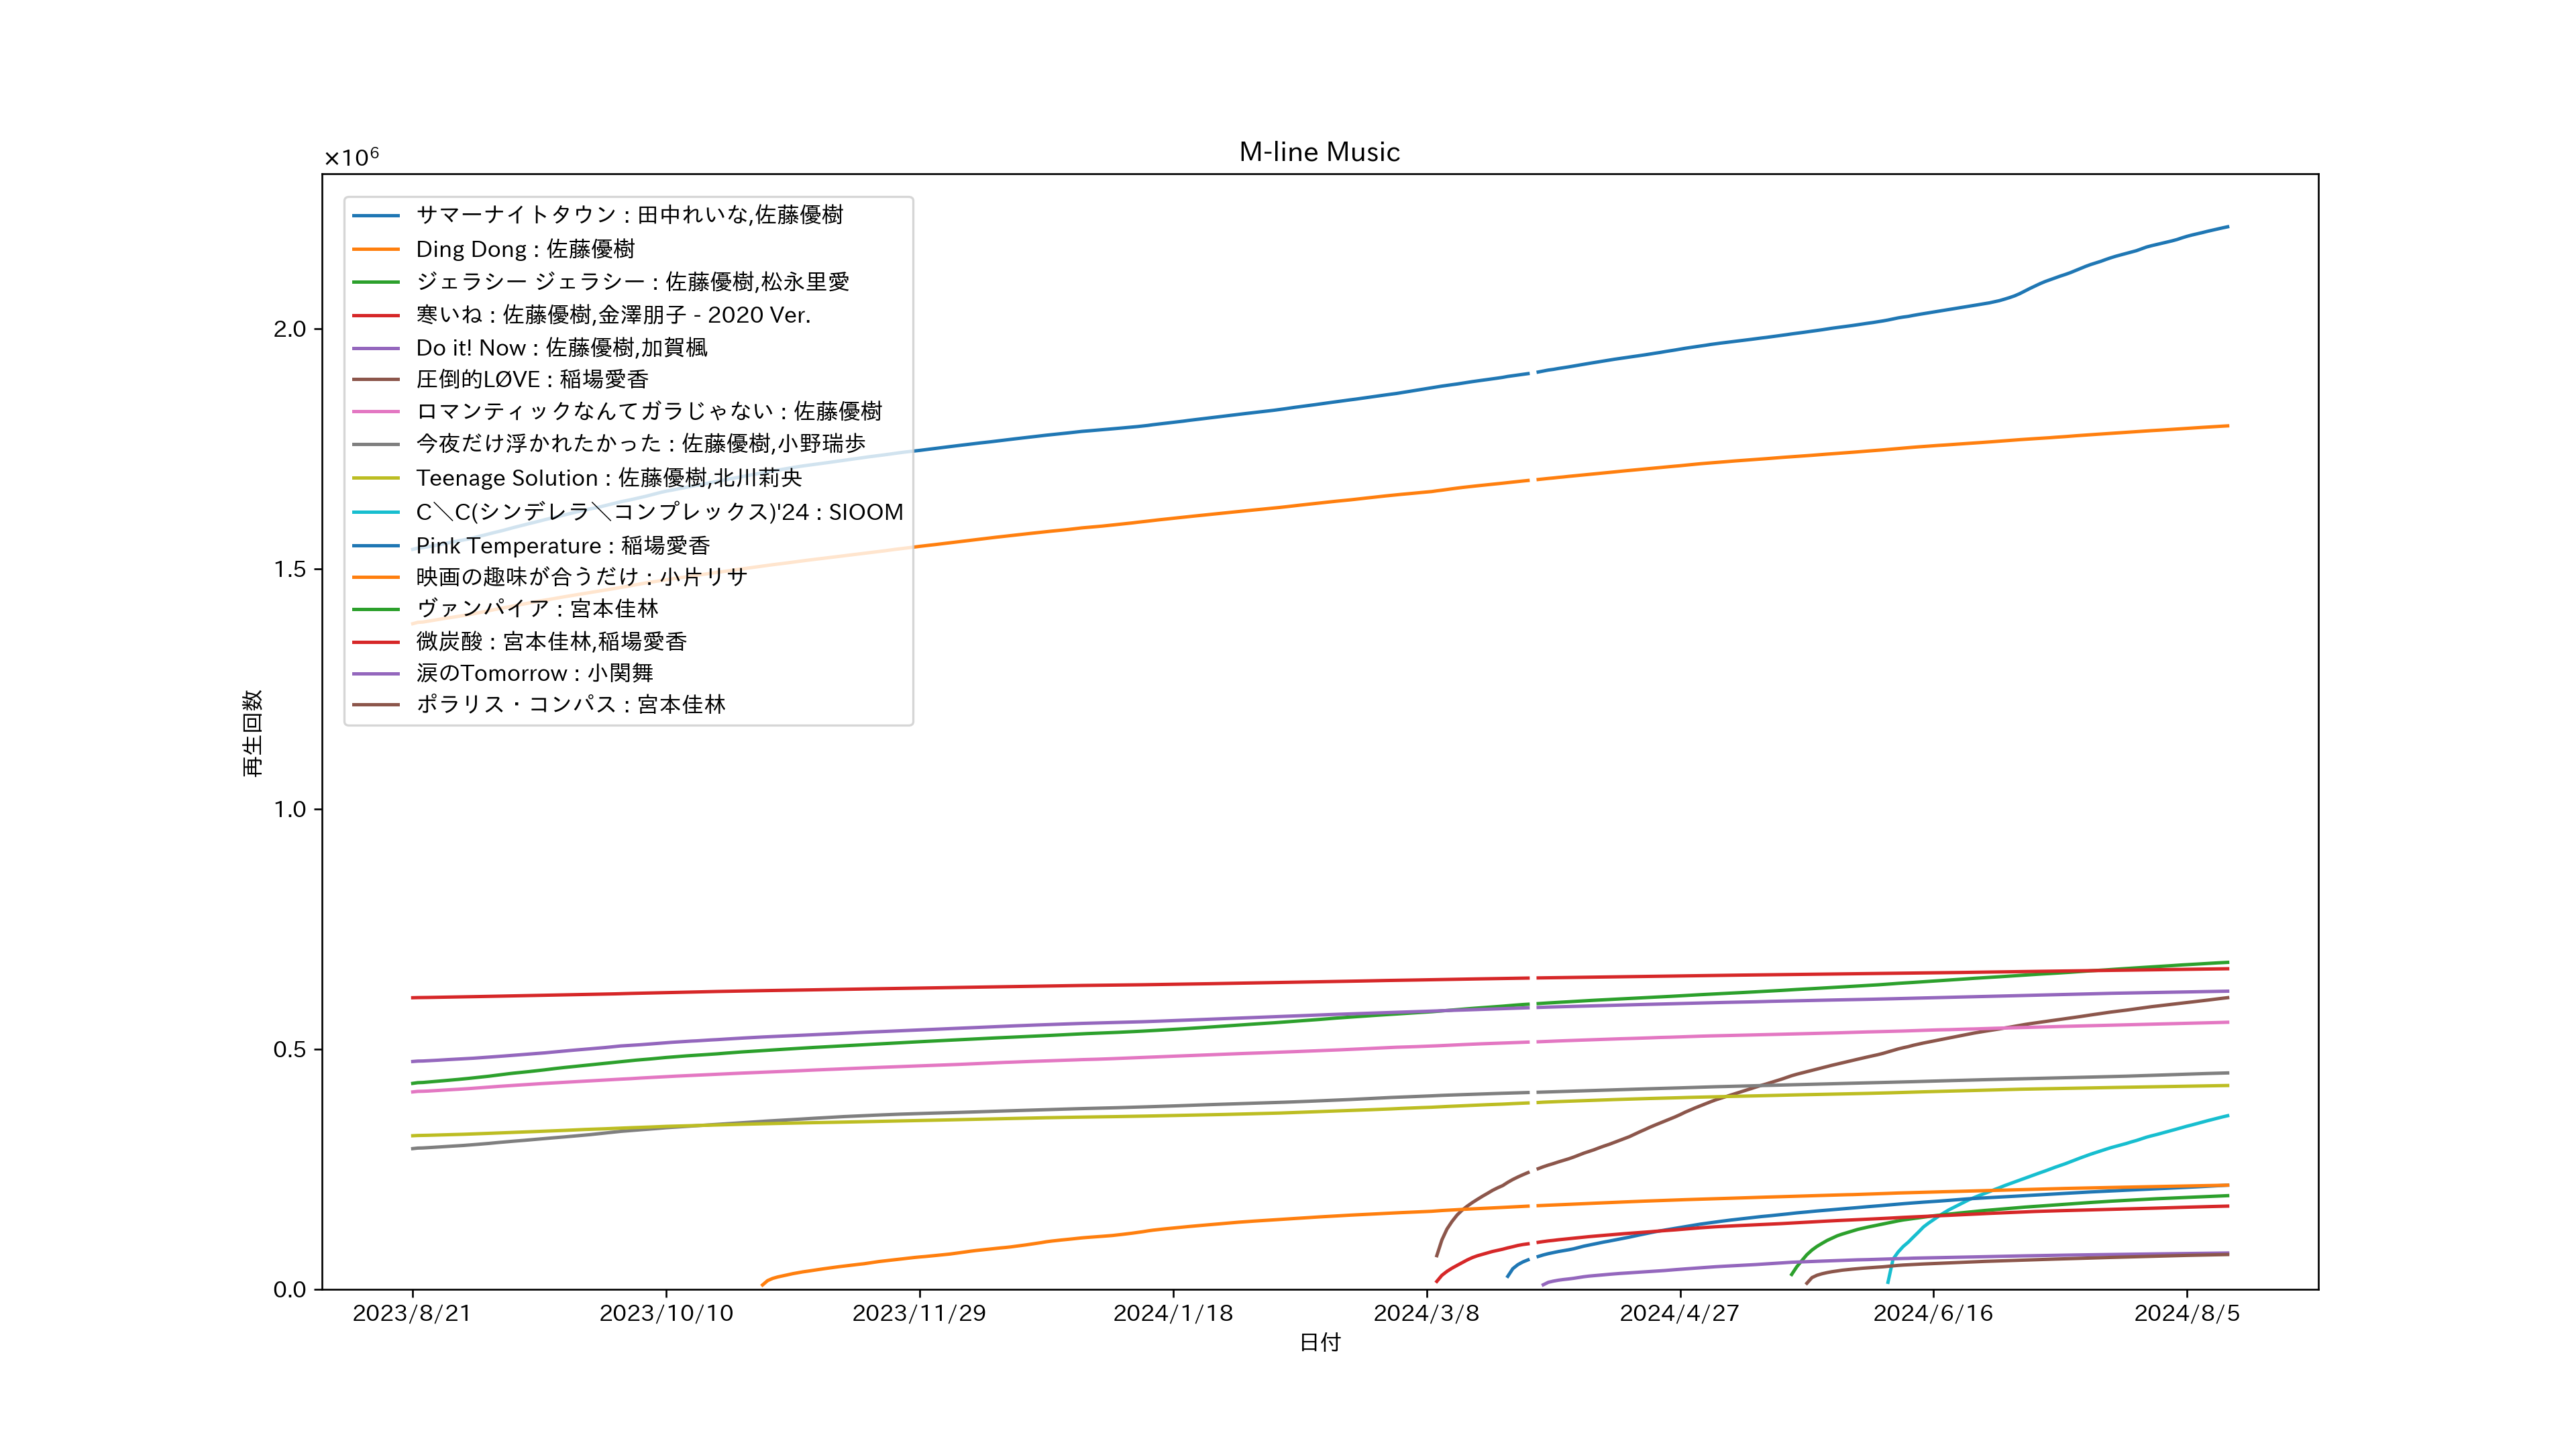 M-line Music
×10⁶
サマーナイトタウン : 田中れいな,佐藤優樹
Ding Dong : 佐藤優樹
ジェラシー ジェラシー : 佐藤優樹,松永里愛
寒いね : 佐藤優樹,金澤朋子 - 2020 Ver.
Do it! Now : 佐藤優樹,加賀楓
圧倒的LØVE : 稲場愛香
ロマンティックなんてガラじゃない : 佐藤優樹
今夜だけ浮かれたかった : 佐藤優樹,小野瑞歩
Teenage Solution : 佐藤優樹,北川莉央
C＼C(シンデレラ＼コンプレックス)'24 : SIOOM
Pink Temperature : 稲場愛香
映画の趣味が合うだけ : 小片リサ
ヴァンパイア : 宮本佳林
微炭酸 : 宮本佳林,稲場愛香
涙のTomorrow : 小関舞
ポラリス・コンパス : 宮本佳林
再生回数
2.0
1.5
1.0
0.5
0.0
2023/8/21
2023/10/10
2023/11/29
2024/1/18
2024/3/8
2024/4/27
2024/6/16
2024/8/5
日付